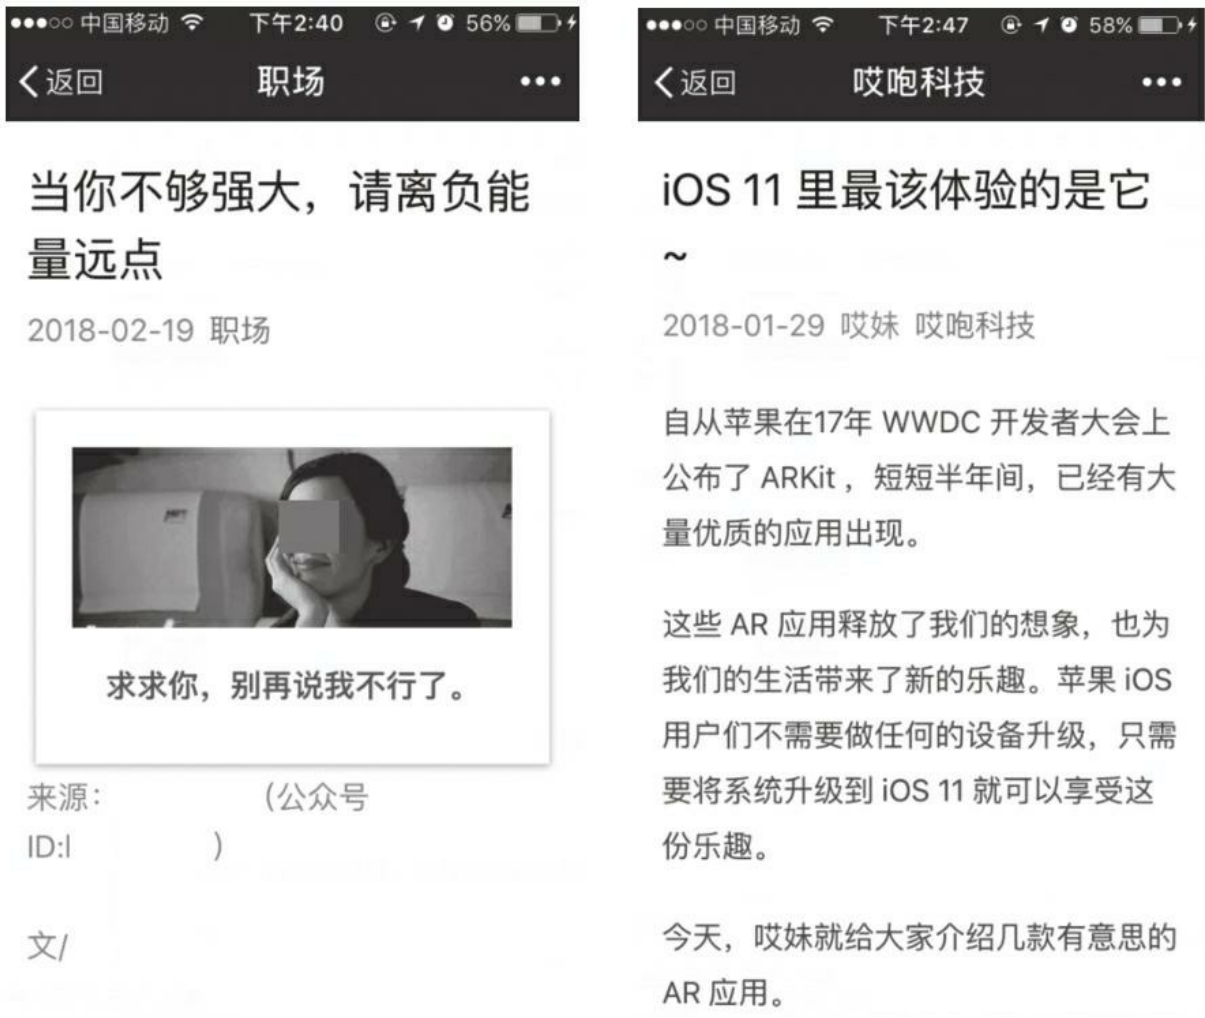 ●●●○○ 中国移动 下午2:40 56%
返回 职场 •••
当你不够强大，请离负能
量远点
2018-02-19 职场
求求你，别再说我不行了。
来源： （公众号
ID:l ）
文/
●●●○○ 中国移动 下午2:47 58%
返回 哎咆科技 •••
iOS 11 里最该体验的是它
~
2018-01-29 哎妹 哎咆科技
自从苹果在17年 WWDC 开发者大会上
公布了 ARKit ，短短半年间，已经有大
量优质的应用出现。
这些 AR 应用释放了我们的想象，也为
我们的生活带来了新的乐趣。苹果 iOS
用户们不需要做任何的设备升级，只需
要将系统升级到 iOS 11 就可以享受这
份乐趣。
今天，哎妹就给大家介绍几款有意思的
AR 应用。